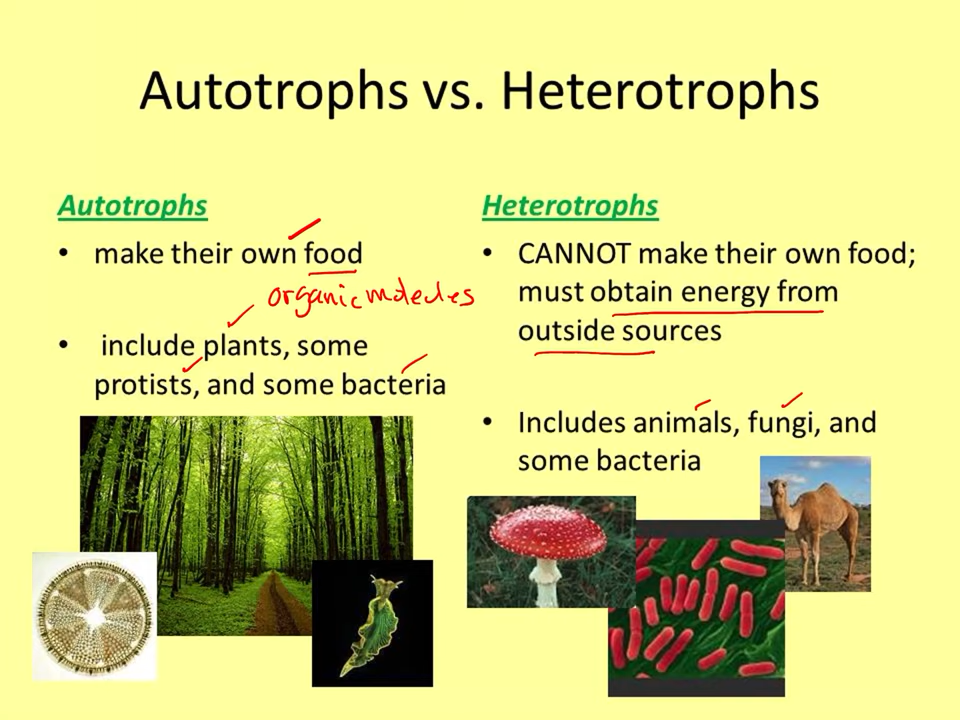 Autotrophs vs. Heterotrophs
Autotrophs
• make their own food
organic molecules
• include plants, some
protists, and some bacteria
Heterotrophs
• CANNOT make their own food;
must obtain energy from
outside sources
• Includes animals, fungi, and
some bacteria